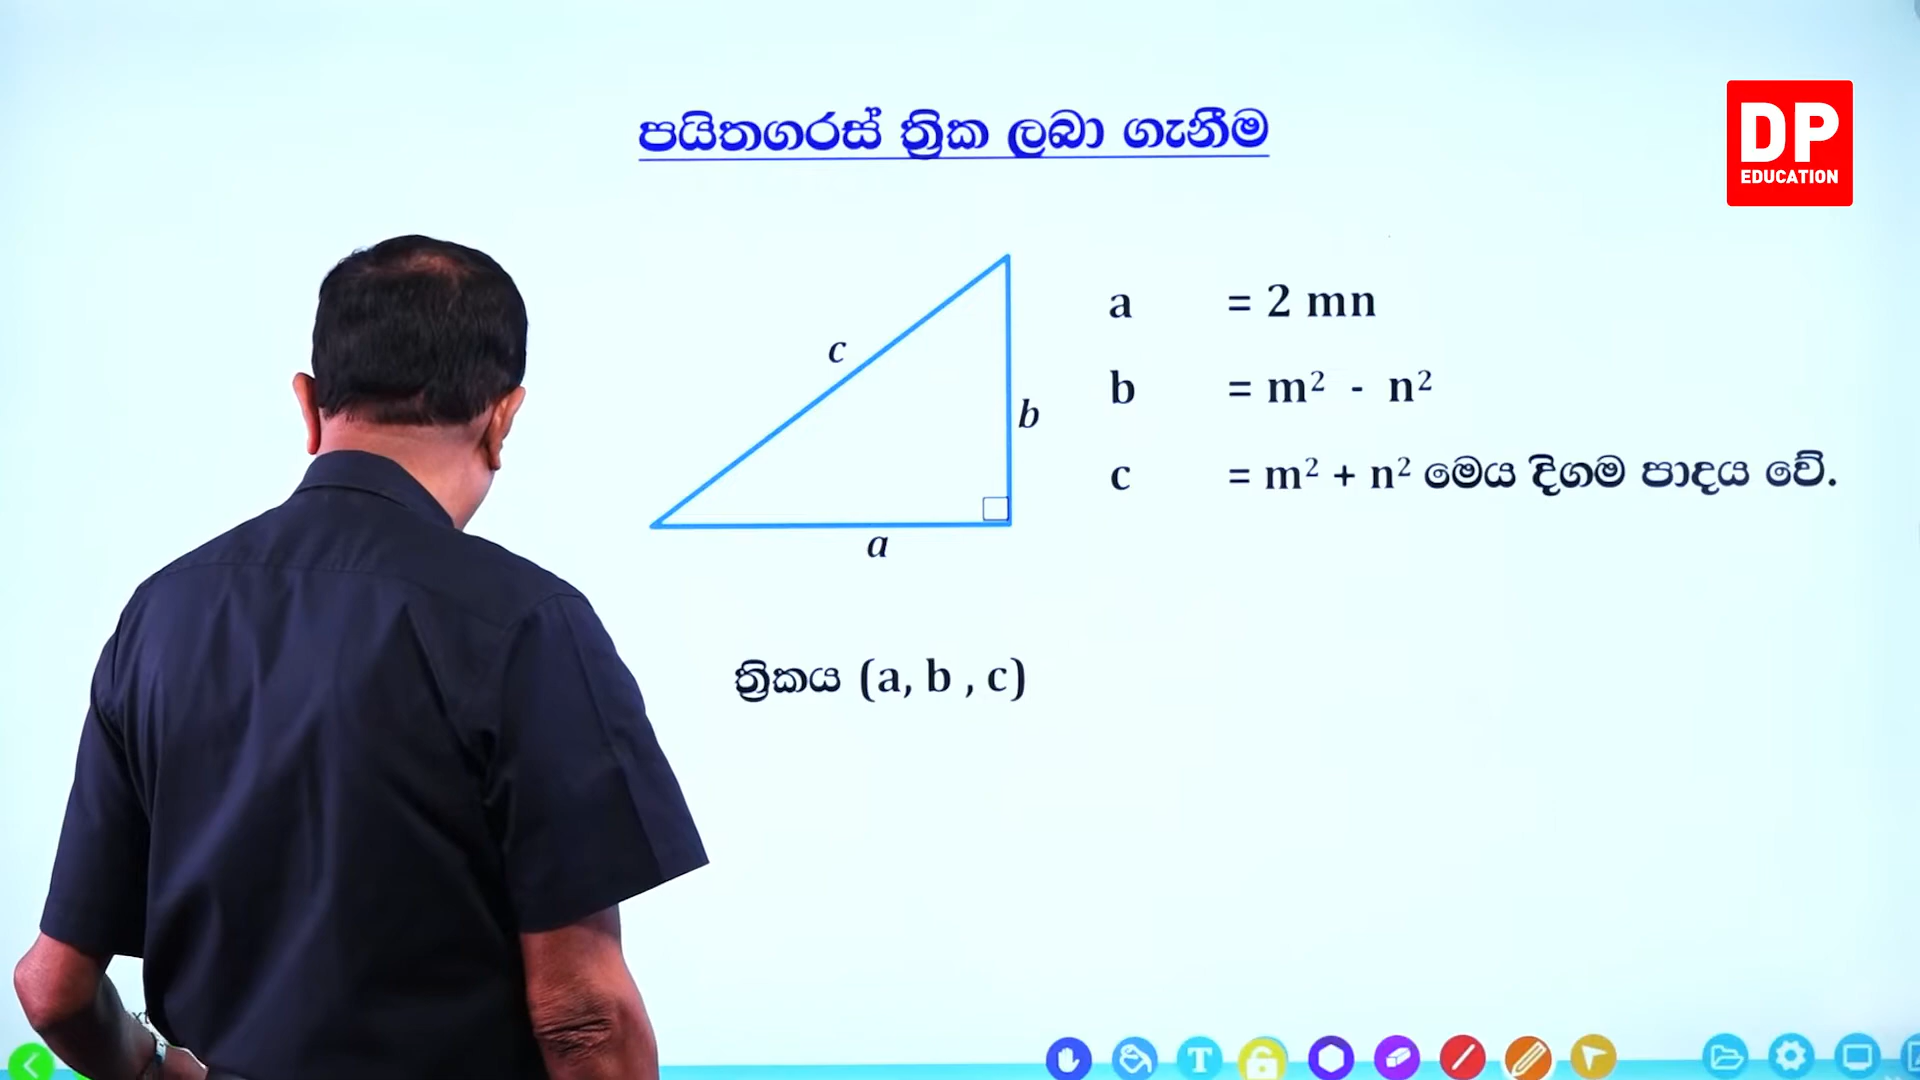 පයිතගරස් ත්‍රික ලබා ගැනීම
DP
EDUCATION
c
b
a
a = 2 mn
b = m² - n²
c = m² + n² මෙය දිගම පාදය වේ.
ත්‍රිකය (a, b , c)
T